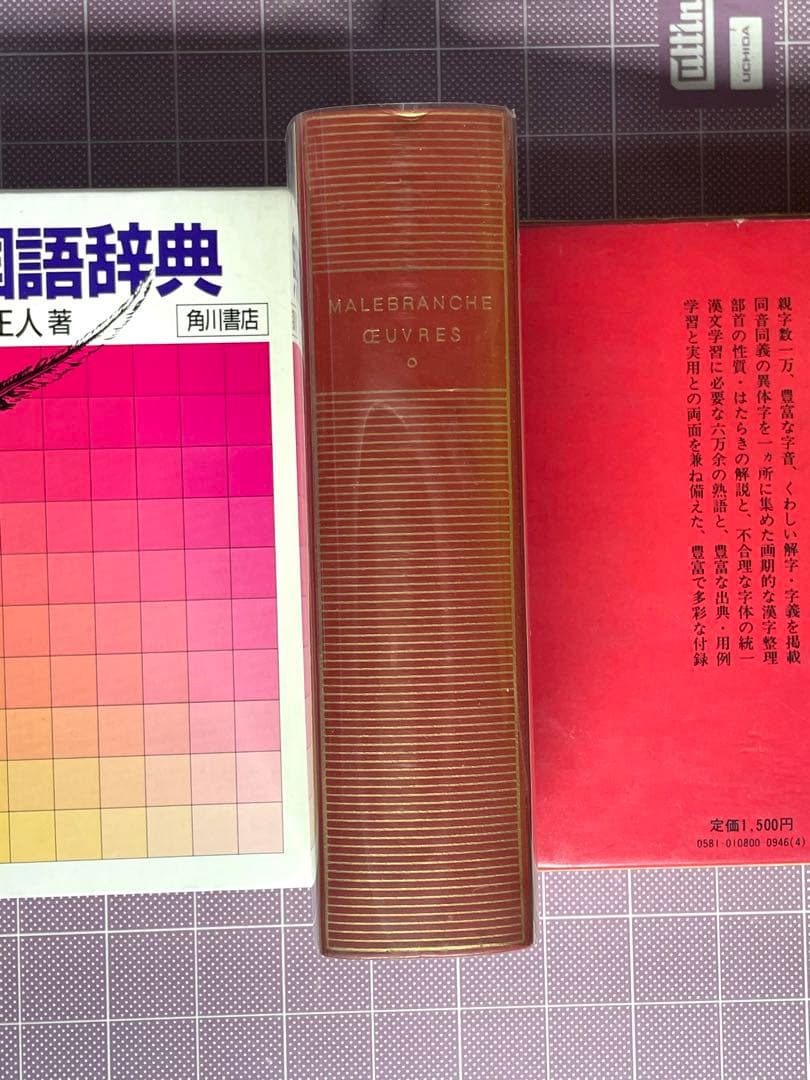 国語辞典
正人著
角川書店
MALEBRANCHE
ŒUVRES
親字数一万、豊富な字音、くわしい解字・字義を掲載
同音同義の異体字を一ヵ所に集めた画期的な漢字整理
部首の性質・はたらきの解説と、不合理な字体の統一
漢文学習に必要な六万余の熟語と、豊富な出典・用例
学習と実用との両面を兼ね備えた、豊富で多彩な付録
定価1,500円
0581-010800 0946(4)
UCHIDA